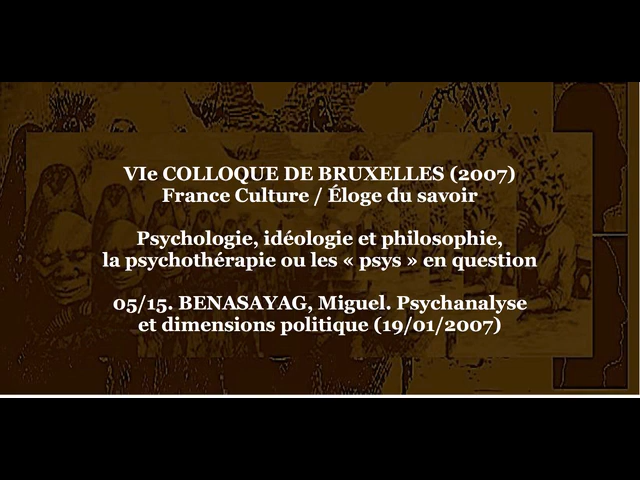 VIe COLLOQUE DE BRUXELLES (2007)
France Culture / Éloge du savoir
Psychologie, idéologie et philosophie,
la psychothérapie ou les « psys » en question
05/15. BENASAYAG, Miguel. Psychanalyse
et dimensions politique (19/01/2007)